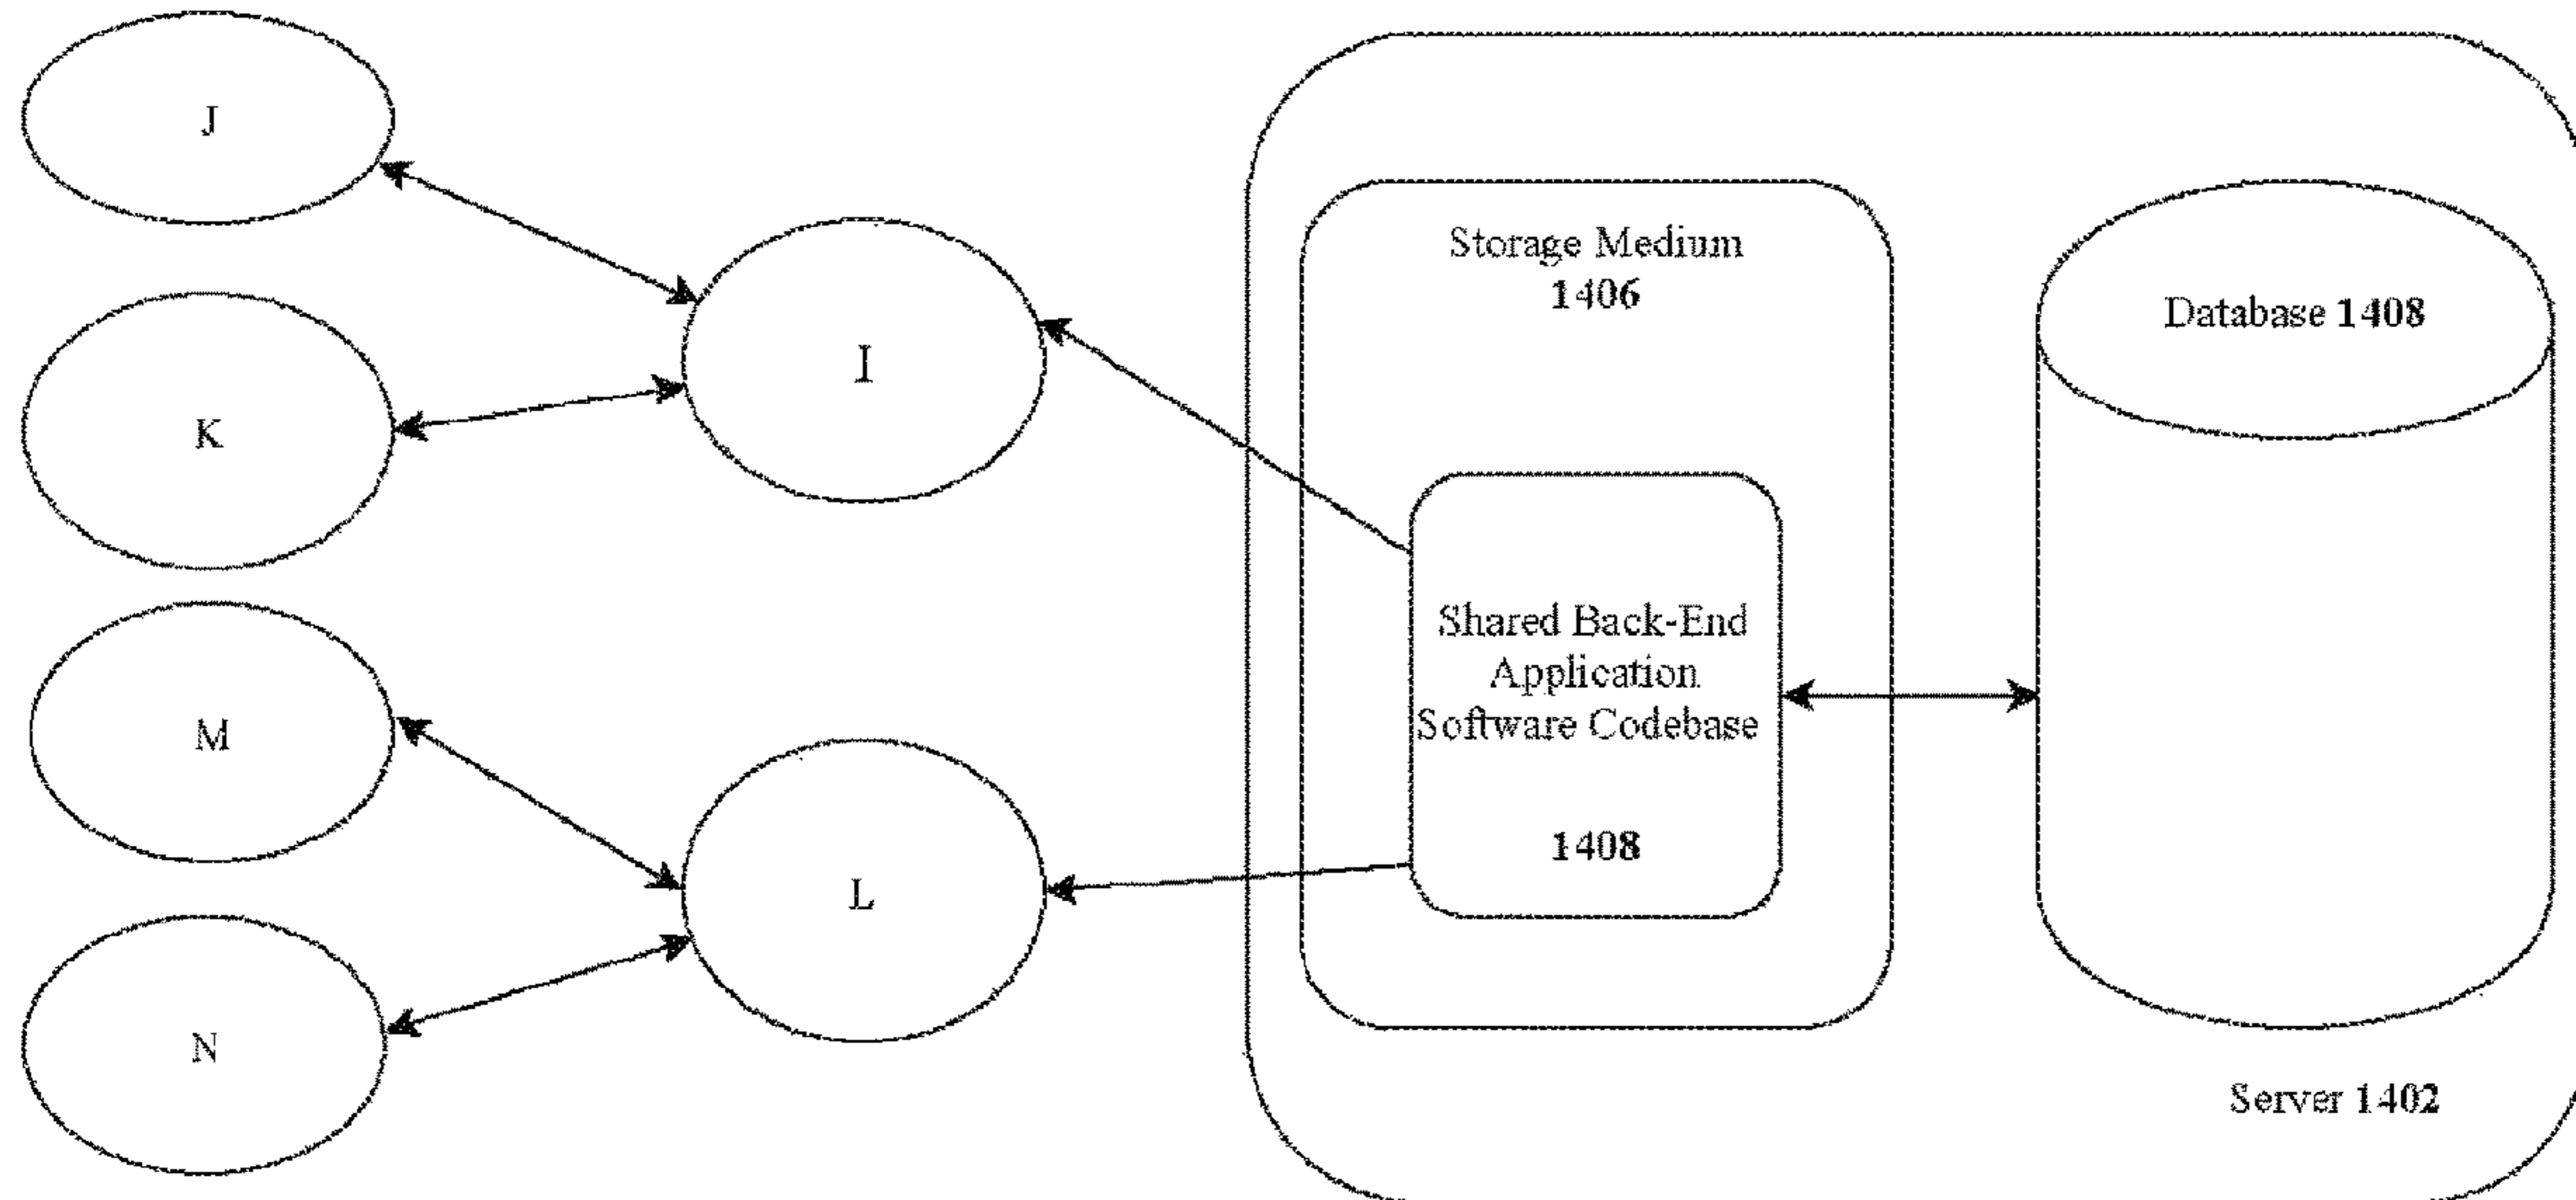 J
K
M
N
I
L
Storage Medium
1406
Shared Back-End
Application
Software Codebase
1408
Database 1408
Server 1402